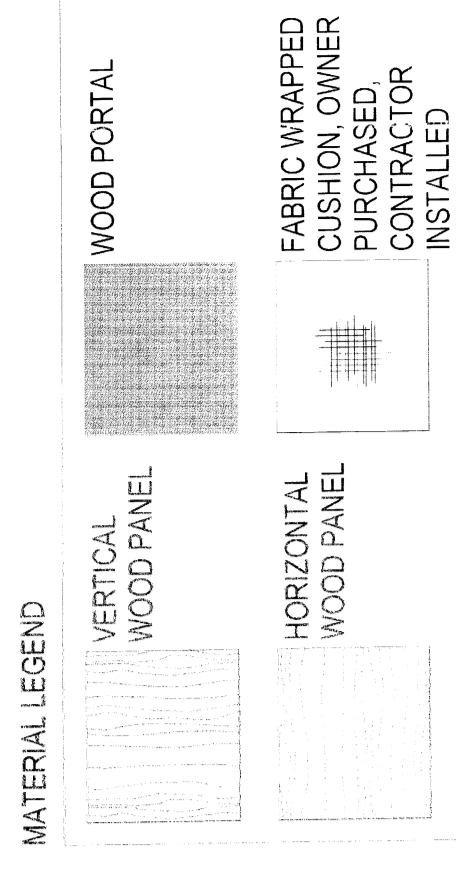 MATERIAL LEGEND
VERTICAL
WOOD PANEL
WOOD PORTAL
HORIZONTAL
WOOD PANEL
FABRIC WRAPPED
CUSHION, OWNER
PURCHASED,
CONTRACTOR
INSTALLED